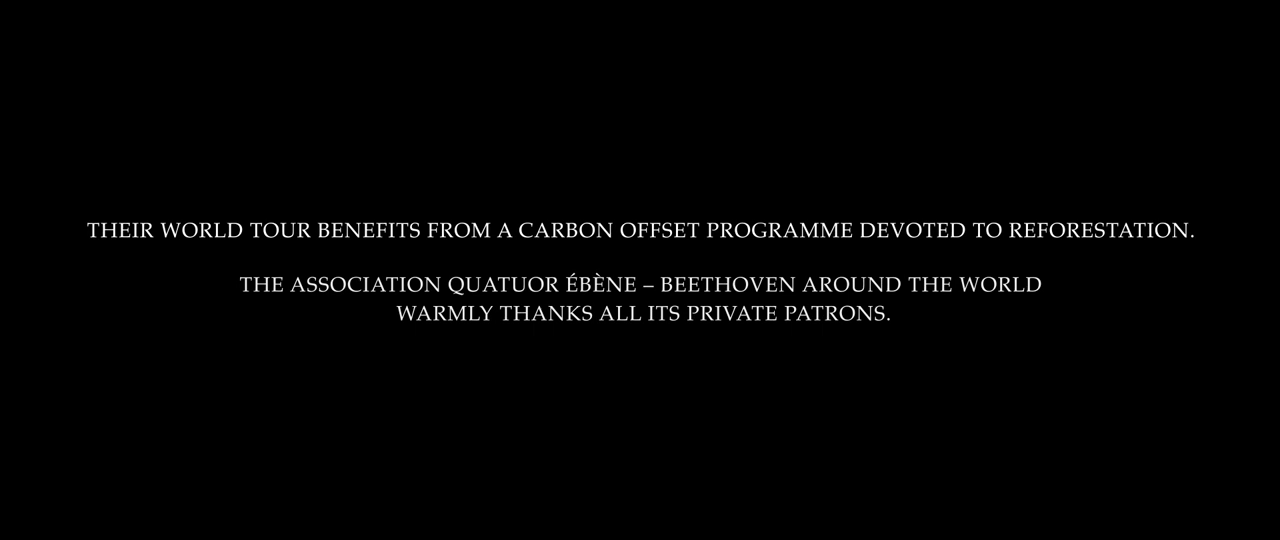 THEIR WORLD TOUR BENEFITS FROM A CARBON OFFSET PROGRAMME DEVOTED TO REFORESTATION.
THE ASSOCIATION QUATUOR ÉBÈNE – BEETHOVEN AROUND THE WORLD
WARMLY THANKS ALL ITS PRIVATE PATRONS.